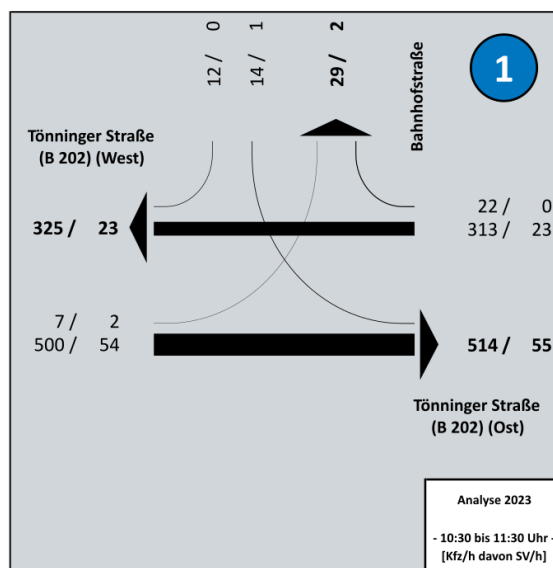 12 / 0
14 / 1
29 / 2
Bahnhofstraße
1
Tönninger Straße
(B 202) (West)
325 / 23
22 / 0
313 / 23
7 / 2
500 / 54
514 / 55
Tönninger Straße
(B 202) (Ost)
Analyse 2023
- 10:30 bis 11:30 Uhr -
[Kfz/h davon SV/h]